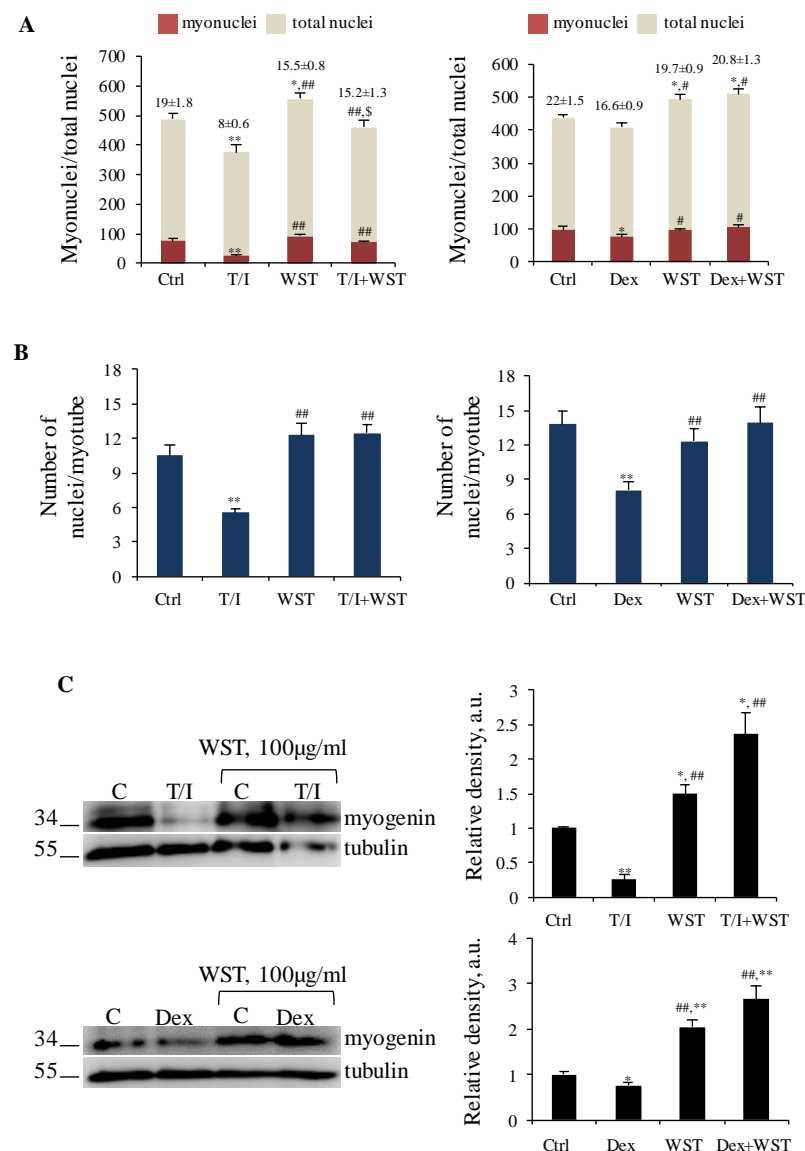 A
myonuclei total nuclei
Myonuclei/total nuclei
700
600
500
400
300
200
100
0
19±1.8
8±0.6
**
**
15.5±0.8
*,##
##
15.2±1.3
##,$
##
Ctrl T/I WST T/I+WST
myonuclei total nuclei
Myonuclei/total nuclei
600
500
400
300
200
100
0
22±1.5
16.6±0.9
*
19.7±0.9
*,#
#
20.8±1.3
*,#
#
Ctrl Dex WST Dex+WST
B
Number of
nuclei/myotube
18
15
12
9
6
3
0
**
##
##
Ctrl T/I WST T/I+WST
Number of
nuclei/myotube
18
15
12
9
6
3
0
**
##
##
Ctrl Dex WST Dex+WST
C
WST, 100µg/ml
C T/I C T/I
34 myogenin
55 tubulin
Relative density, a.u.
3
2.5
2
1.5
1
0.5
0
**
*, ##
*, ##
Ctrl T/I WST T/I+WST
WST, 100µg/ml
C Dex C Dex
34 myogenin
55 tubulin
Relative density, a.u.
4
3
2
1
0
*
##,**
##,**
Ctrl Dex WST Dex+WST